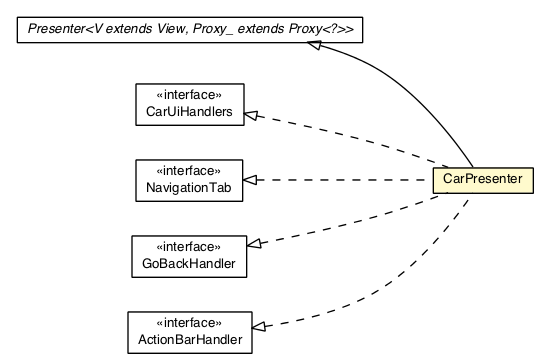 Presenter<V extends View, Proxy_ extends Proxy<?>>
«interface»
CarUiHandlers
«interface»
NavigationTab
CarPresenter
«interface»
GoBackHandler
«interface»
ActionBarHandler